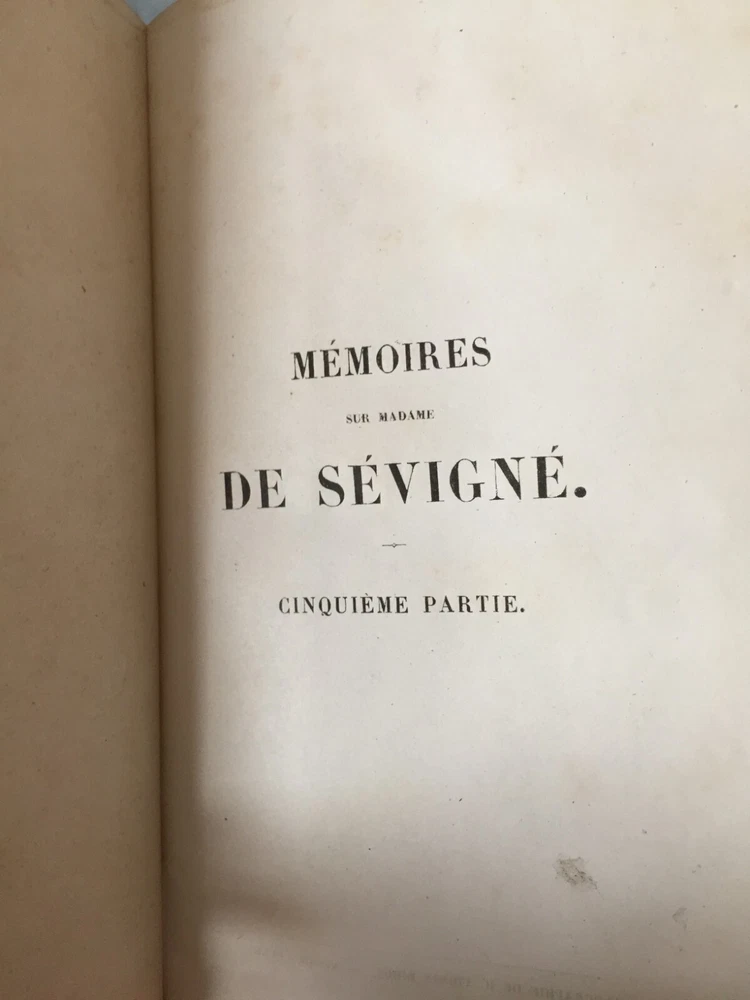 MÉMOIRES
SUR MADAME
DE SÉVIGNÉ.
CINQUIÈME PARTIE.